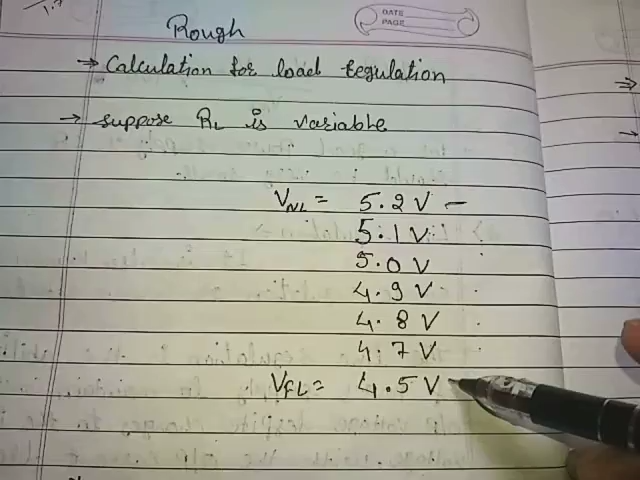 DATE
PAGE
Rough
→ Calculation for load regulation
→ suppose RL is variable
VNL = 5.2 V –
5.1 V
5.0 V
4.9 V
4.8 V
4.7 V
VFL = 4.5 V